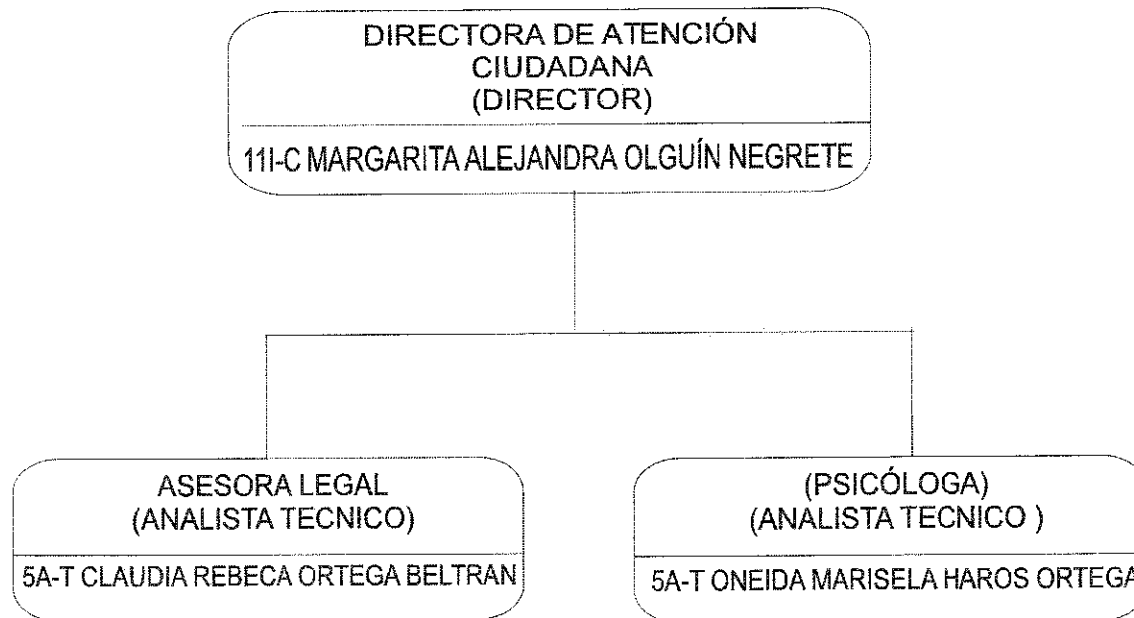 DIRECTORA DE ATENCIÓN
CIUDADANA
(DIRECTOR)
11I-C MARGARITA ALEJANDRA OLGUÍN NEGRETE
ASESORA LEGAL
(ANALISTA TECNICO)
5A-T CLAUDIA REBECA ORTEGA BELTRAN
(PSICÓLOGA)
(ANALISTA TECNICO )
5A-T ONEIDA MARISELA HAROS ORTEGA